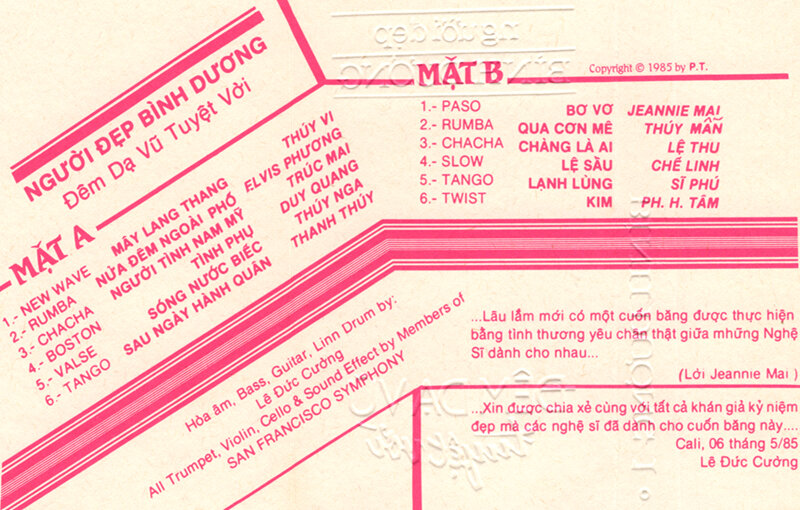 NGƯỜI ĐẸP BÌNH DƯƠNG
Đêm Dạ Vũ Tuyệt Vời
MẶT A
1.- NEW WAVE MÂY LANG THANG THÚY VI
2.- RUMBA NỬA ĐÊM NGOÀI PHỐ ELVIS PHƯƠNG
3.- CHACHA NGƯỜI TÌNH NAM MỸ TRÚC MAI
4.- BOSTON TÌNH PHỤ DUY QUANG
5.- VALSE SÓNG NƯỚC BIẾC THÚY NGA
6.- TANGO SAU NGÀY HÀNH QUÂN THANH THÚY
Hòa âm, Bass, Guitar, Linn Drum by:
Lê Đức Cường
All Trumpet, Violin, Cello & Sound Effect by Members of
SAN FRANCISCO SYMPHONY
MẶT B
Copyright © 1985 by P.T.
1.- PASO BƠ VƠ JEANNIE MAI
2.- RUMBA QUA CƠN MÊ THÚY MẪN
3.- CHACHA CHÀNG LÀ AI LỆ THU
4.- SLOW LỆ SẦU CHẾ LINH
5.- TANGO LẠNH LÙNG SĨ PHÚ
6.- TWIST KIM PH. H. TÂM
...Lãu lắm mới có một cuốn băng được thực hiện
bằng tình thương yêu chân thật giữa mhững Nghệ
Sĩ dành cho nhau...
(Lời Jeannie Mai )
...Xin được chia xẻ cùng với tất cả khán giả kỷ niệm
đẹp mà các nghệ sĩ đã dành cho cuốn băng này....
Cali, 06 tháng 5/85
Lê Đức Cường